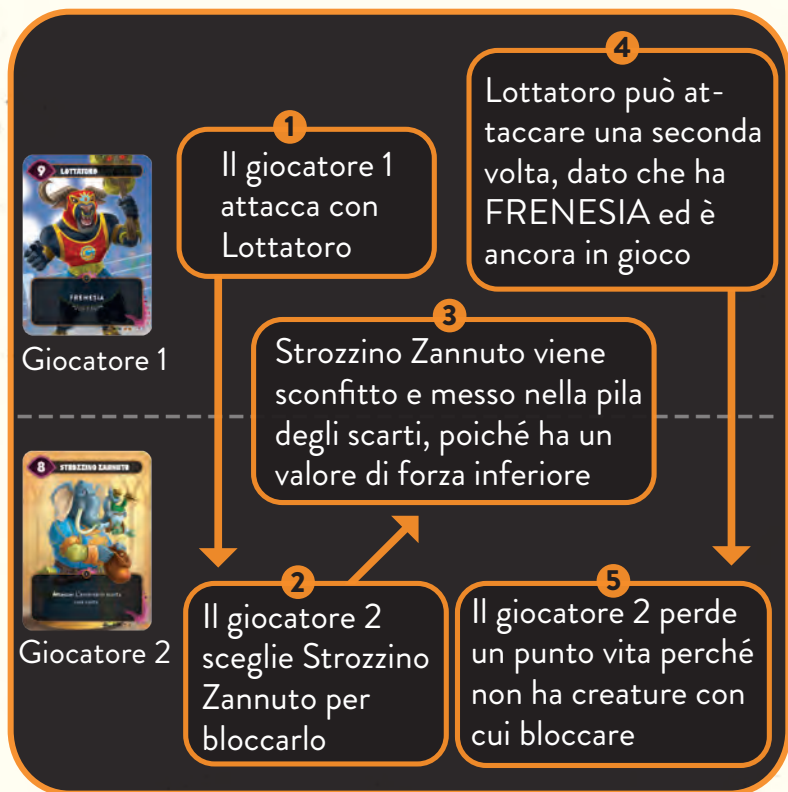 9 LOTTATORO
FRENESIA
Giocatore 1
1
Il giocatore 1
attacca con
Lottatoro
4
Lottatoro può at-
taccare una seconda
volta, dato che ha
FRENESIA ed è
ancora in gioco
3
Strozzino Zannuto viene
sconfitto e messo nella pila
degli scarti, poiché ha un
valore di forza inferiore
8 STROZZINO ZANNUTO
Giocatore 2
2
Il giocatore 2
sceglie Strozzino
Zannuto per
bloccarlo
5
Il giocatore 2 perde
un punto vita perché
non ha creature con
cui bloccare